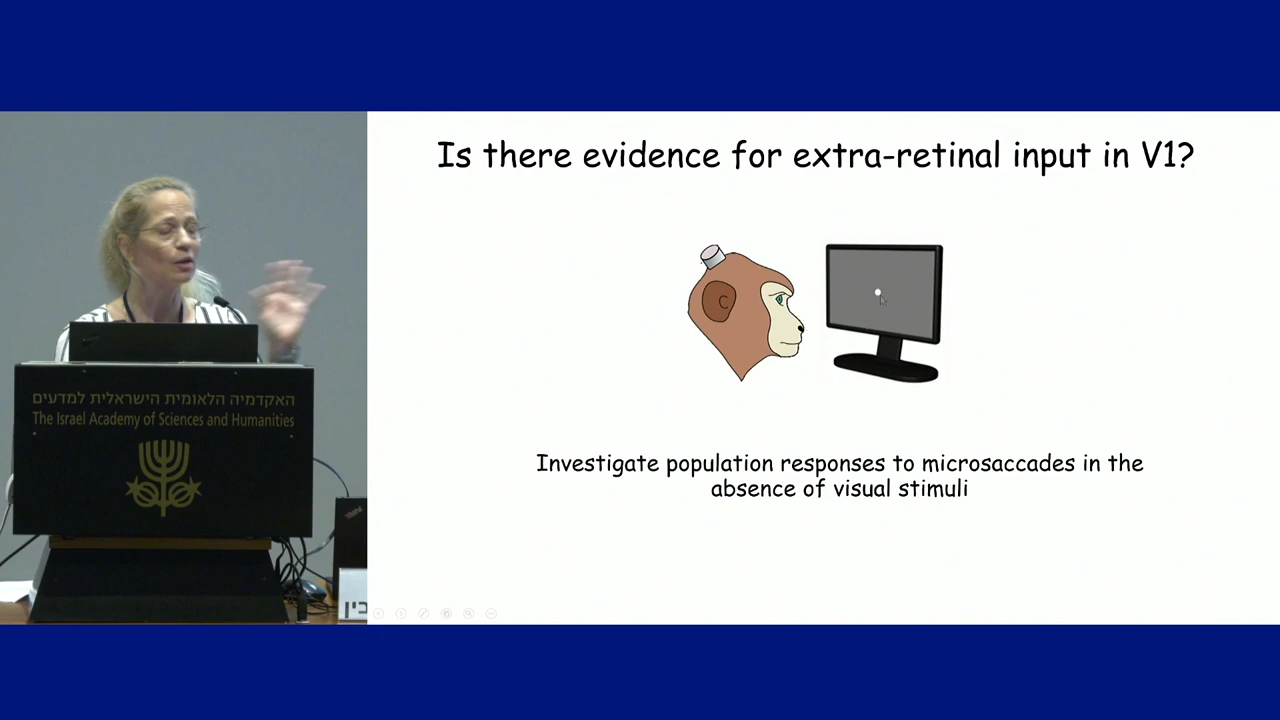 Is there evidence for extra-retinal input in V1?
Investigate population responses to microsaccades in the
absence of visual stimuli
האקדמיה הלאומית הישראלית למדעים
The Israel Academy of Sciences and Humanities